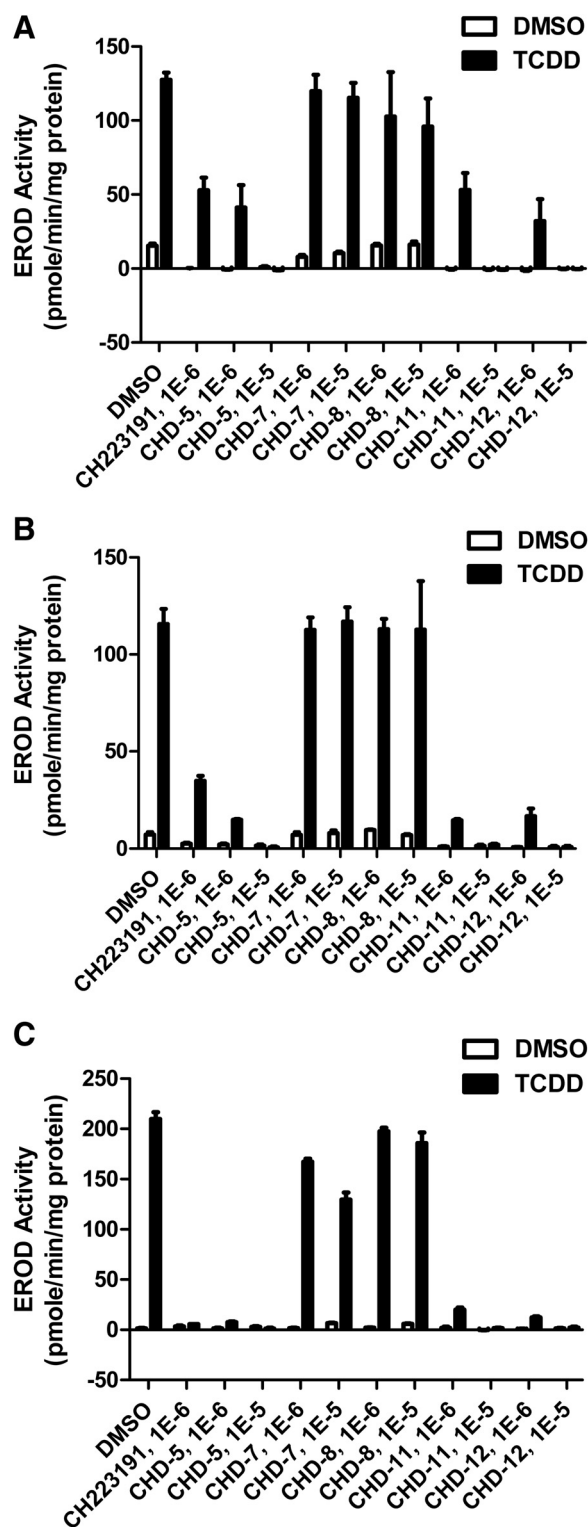 A
DMSO
TCDD
EROD Activity
(pmole/min/mg protein)
150
100
50
0
-50
DMSO
CH223191, 1E-6
CHD-5, 1E-6
CHD-5, 1E-5
CHD-7, 1E-6
CHD-7, 1E-5
CHD-8, 1E-6
CHD-8, 1E-5
CHD-11, 1E-6
CHD-11, 1E-5
CHD-12, 1E-6
CHD-12, 1E-5
B
DMSO
TCDD
EROD Activity
(pmole/min/mg protein)
150
100
50
0
DMSO
CH223191, 1E-6
CHD-5, 1E-6
CHD-5, 1E-5
CHD-7, 1E-6
CHD-7, 1E-5
CHD-8, 1E-6
CHD-8, 1E-5
CHD-11, 1E-6
CHD-11, 1E-5
CHD-12, 1E-6
CHD-12, 1E-5
C
DMSO
TCDD
EROD Activity
(pmole/min/mg protein)
250
200
150
100
50
0
-50
DMSO
CH223191, 1E-6
CHD-5, 1E-6
CHD-5, 1E-5
CHD-7, 1E-6
CHD-7, 1E-5
CHD-8, 1E-6
CHD-8, 1E-5
CHD-11, 1E-6
CHD-11, 1E-5
CHD-12, 1E-6
CHD-12, 1E-5